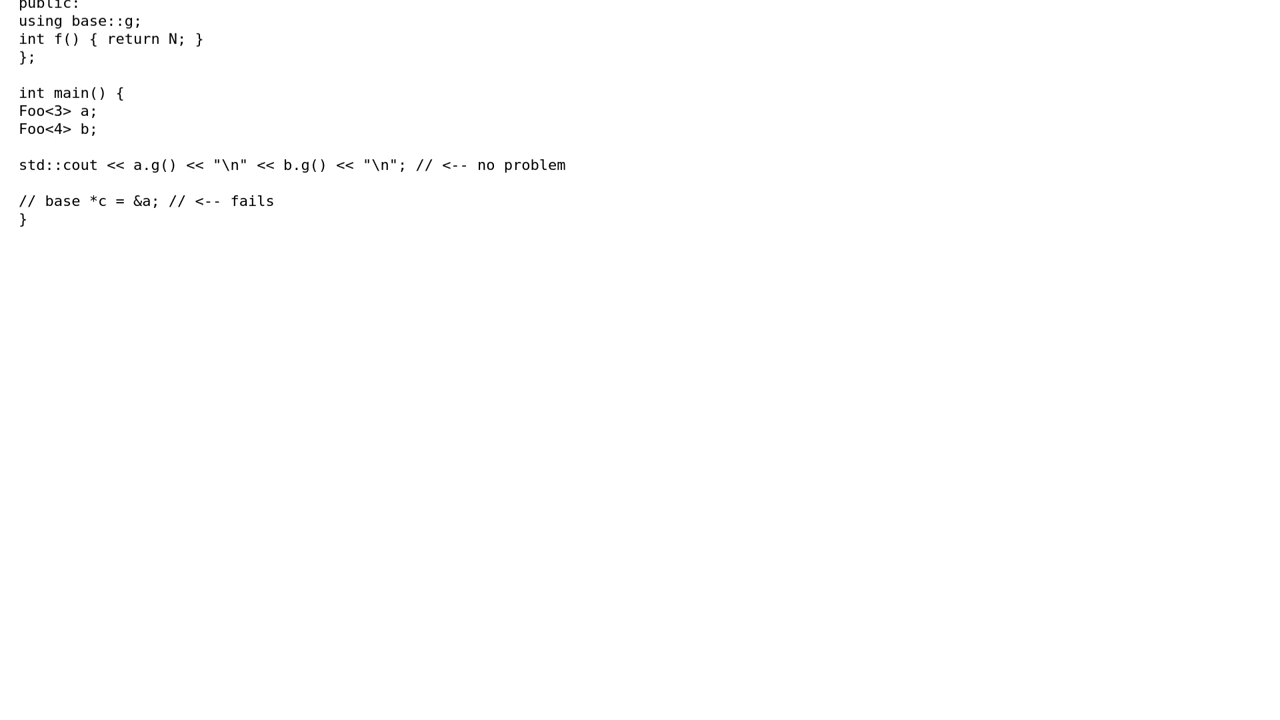 public:
using base::g;
int f() { return N; }
};
int main() {
Foo<3> a;
Foo<4> b;
std::cout << a.g() << "\n" << b.g() << "\n"; // <-- no problem
// base *c = &a; // <-- fails
}